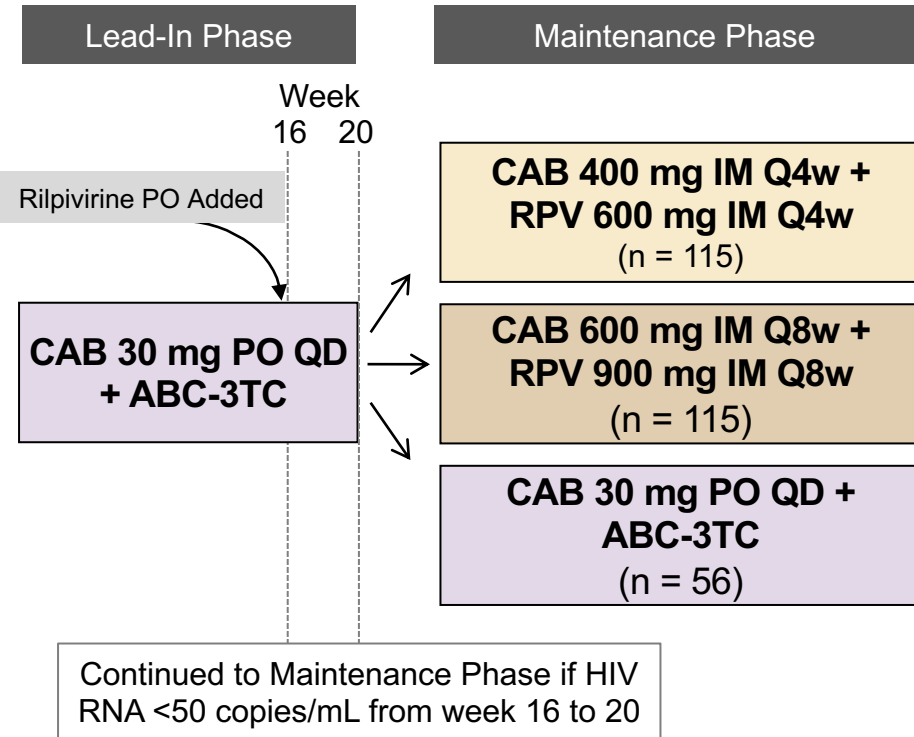 Lead-In Phase
Maintenance Phase
Week
16 20
Rilpivirine PO Added
CAB 30 mg PO QD
+ ABC-3TC
CAB 400 mg IM Q4w +
RPV 600 mg IM Q4w
(n = 115)
CAB 600 mg IM Q8w +
RPV 900 mg IM Q8w
(n = 115)
CAB 30 mg PO QD +
ABC-3TC
(n = 56)
Continued to Maintenance Phase if HIV
RNA <50 copies/mL from week 16 to 20